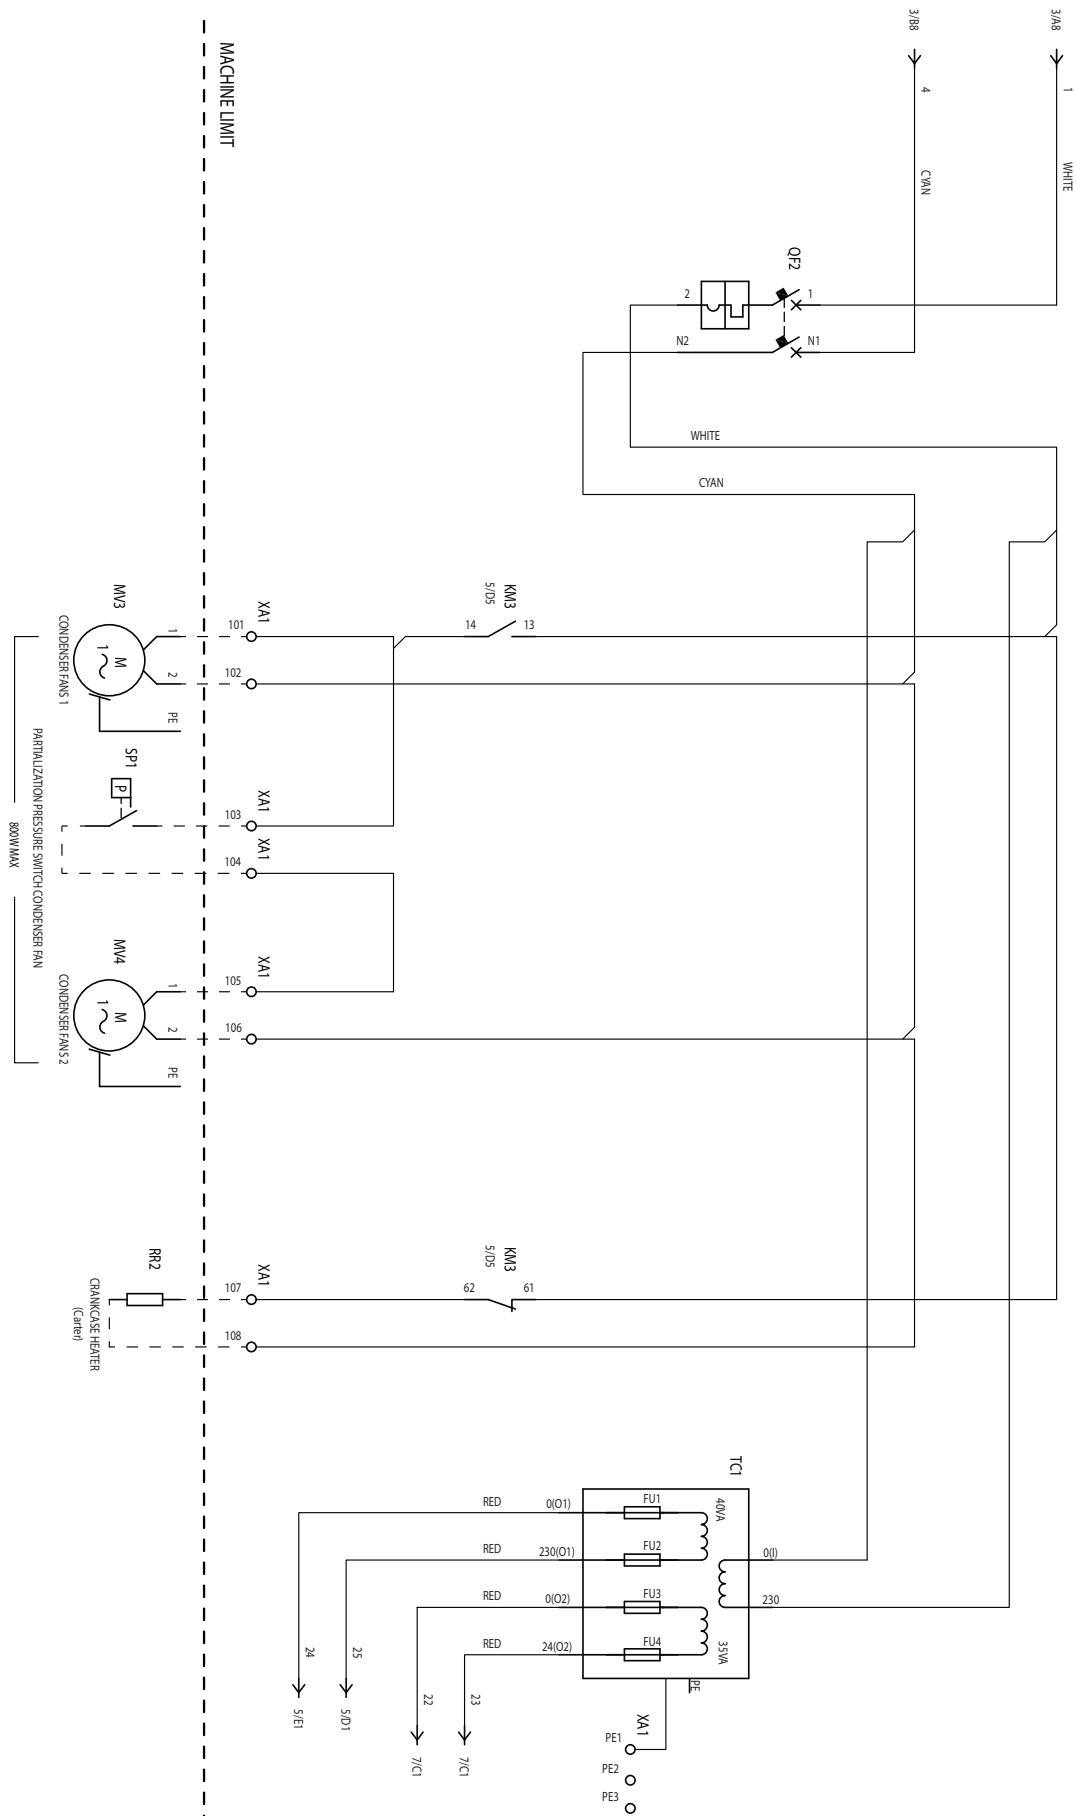 3/B8
3/A8
4
1
CYAN
WHITE
MACHINE LIMIT
QF2
2
1
N2
N1
WHITE
CYAN
MV3
CONDENSER FANS 1
M
1
1
2
PE
XA1
101
102
KM3
5/D5
14
13
SP1
P
PARTIALIZATION PRESSURE SWITCH CONDENSER FAN
800W MAX
XA1
103
XA1
104
MV4
CONDENSER FANS 2
M
1
1
2
PE
XA1
105
106
RR2
CRANKCASE HEATER
(Carter)
XA1
107
108
KM3
5/D5
62
61
TC1
40VA
35VA
RED
0(O1)
FU1
RED
230(O1)
FU2
0(I)
RED
0(O2)
FU3
230
RED
24(O2)
FU4
PE
24
25
22
23
5/E1
5/D1
7/C1
7/C1
XA1
PE1
PE2
PE3